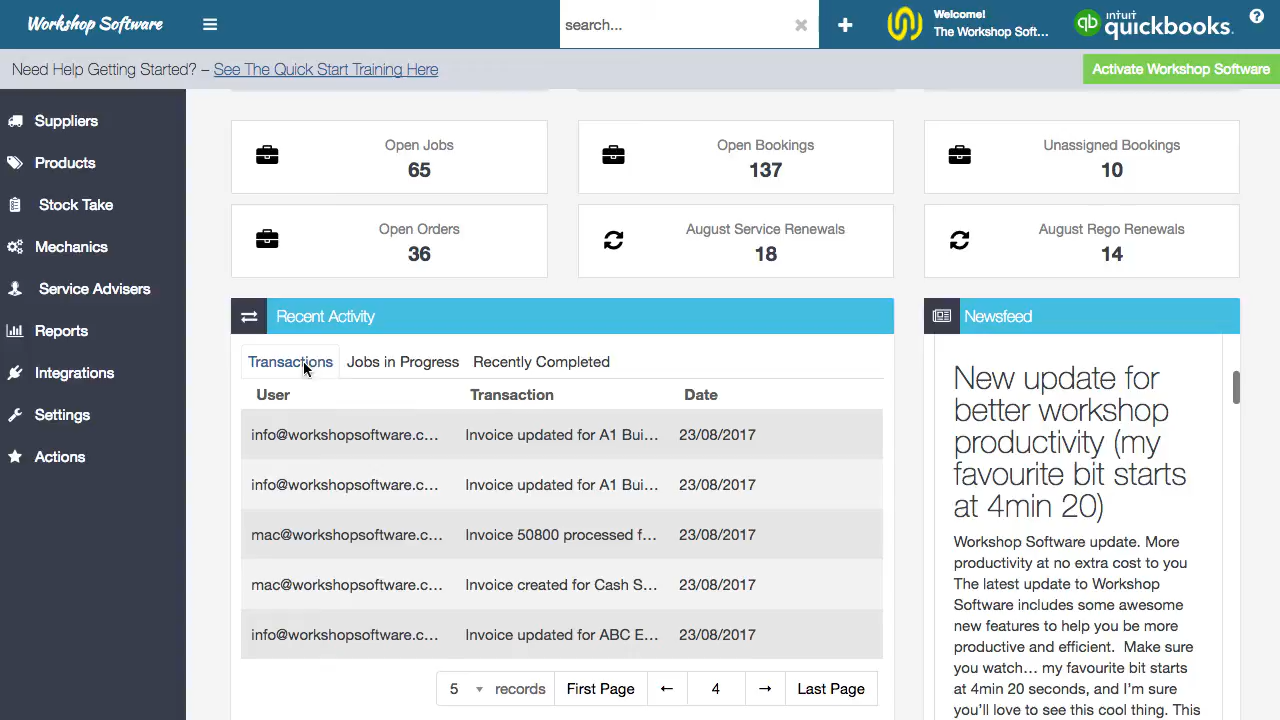 Workshop Software
search...
Welcome!
The Workshop Soft...
intuit
qb quickbooks.
?
Need Help Getting Started? – See The Quick Start Training Here
Activate Workshop Software
Suppliers
Products
Stock Take
Mechanics
Service Advisers
Reports
Integrations
Settings
Actions
Open Jobs
65
Open Bookings
137
Unassigned Bookings
10
Open Orders
36
August Service Renewals
18
August Rego Renewals
14
Recent Activity
Transactions Jobs in Progress Recently Completed
User Transaction Date
info@workshopsoftware.c... Invoice updated for A1 Bui... 23/08/2017
info@workshopsoftware.c... Invoice updated for A1 Bui... 23/08/2017
mac@workshopsoftware.c... Invoice 50800 processed f... 23/08/2017
mac@workshopsoftware.c... Invoice created for Cash S... 23/08/2017
info@workshopsoftware.c... Invoice updated for ABC E... 23/08/2017
5 records First Page ← 4 → Last Page
Newsfeed
New update for
better workshop
productivity (my
favourite bit starts
at 4min 20)
Workshop Software update. More
productivity at no extra cost to you
The latest update to Workshop
Software includes some awesome
new features to help you be more
productive and efficient. Make sure
you watch… my favourite bit starts
at 4min 20 seconds, and I'm sure
you'll love to see this cool thing. This